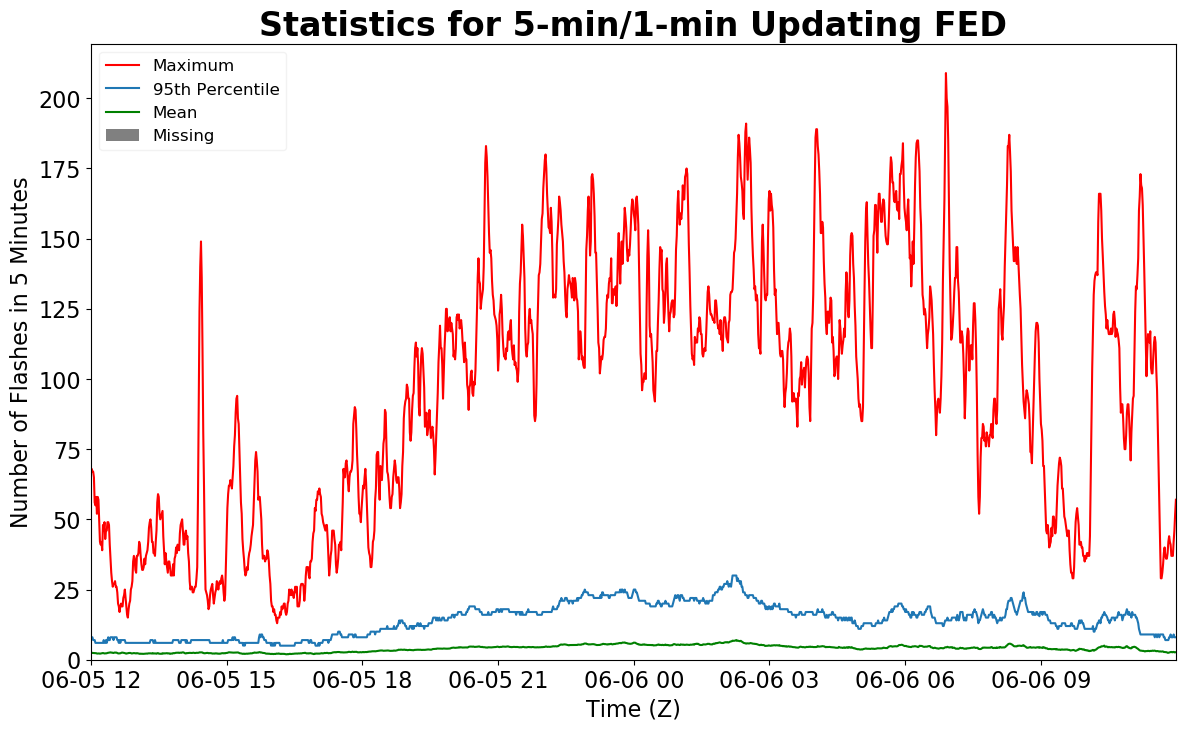 Statistics for 5-min/1-min Updating FED
Maximum
95th Percentile
Mean
Missing
Number of Flashes in 5 Minutes
200
175
150
125
100
75
50
25
0
06-05 12 06-05 15 06-05 18 06-05 21 06-06 00 06-06 03 06-06 06 06-06 09
Time (Z)